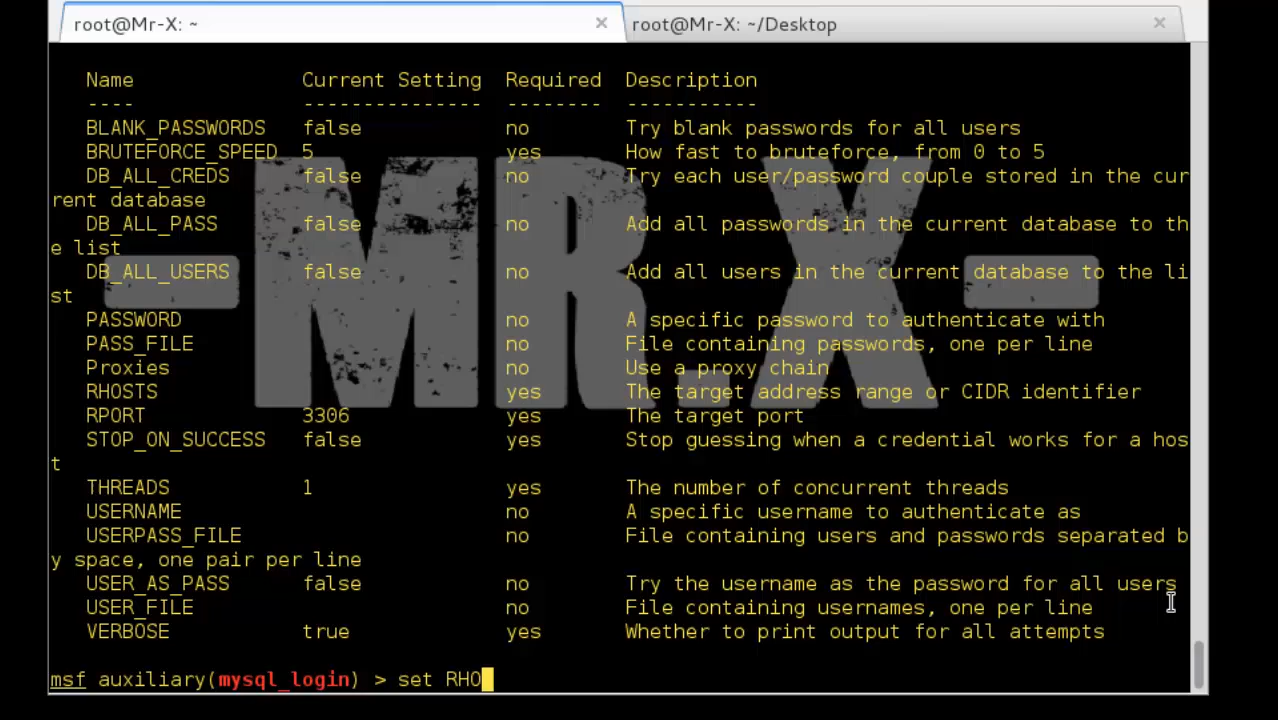 root@Mr-X: ~ × root@Mr-X: ~/Desktop ×
Name Current Setting Required Description
---- --------------- -------- -----------
BLANK_PASSWORDS false no Try blank passwords for all users
BRUTEFORCE_SPEED 5 yes How fast to bruteforce, from 0 to 5
DB_ALL_CREDS false no Try each user/password couple stored in the cur
rent database
DB_ALL_PASS false no Add all passwords in the current database to th
e list
DB_ALL_USERS false no Add all users in the current database to the li
st
PASSWORD no A specific password to authenticate with
PASS_FILE no File containing passwords, one per line
Proxies no Use a proxy chain
RHOSTS yes The target address range or CIDR identifier
RPORT 3306 yes The target port
STOP_ON_SUCCESS false yes Stop guessing when a credential works for a hos
t
THREADS 1 yes The number of concurrent threads
USERNAME no A specific username to authenticate as
USERPASS_FILE no File containing users and passwords separated b
y space, one pair per line
USER_AS_PASS false no Try the username as the password for all users
USER_FILE no File containing usernames, one per line
VERBOSE true yes Whether to print output for all attempts
msf auxiliary(mysql_login) > set RHO
-MR.X-